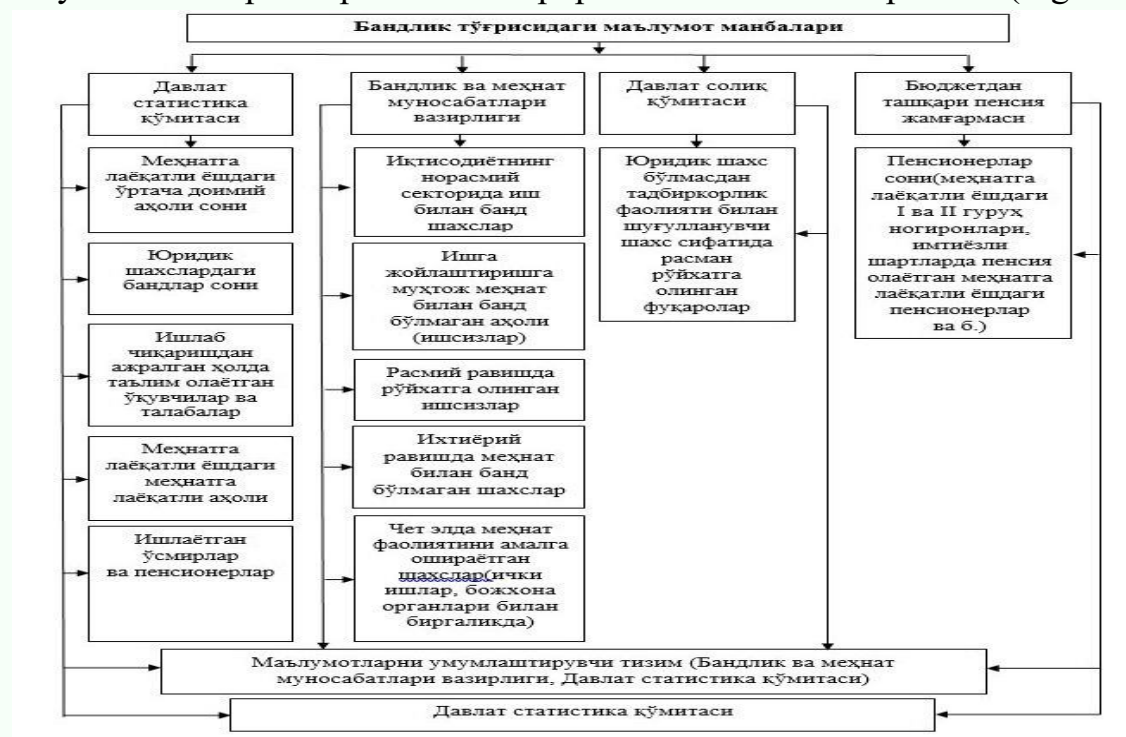 Бандлик тўғрисидаги маълумот манбалари
Давлат
статистика
қўмитаси
Бандлик ва меҳнат
муносабатлари
вазирлиги
Давлат солиқ
қўмитаси
Бюджетдан
ташқари пенсия
жамғармаси
Меҳнатга
лаёқатли ёшдаги
ўртача доимий
аҳоли сони
Юридик
шахслардаги
бандлар сони
Ишлаб
чиқаришдан
ажралган ҳолда
таълим олаётган
ўқувчилар ва
талабалар
Меҳнатга
лаёқатли ёшдаги
меҳнатга
лаёқатли аҳоли
Ишлаётган
ўсмирлар
ва пенсионерлар
Иқтисодиётнинг
норасмий
секторида иш
билан банд
шахслар
Ишга
жойлаштиришга
муҳтож меҳнат
билан банд
бўлмаган аҳоли
(ишсизлар)
Расмий равишда
рўйхатга олинган
ишсизлар
Ихтиёрий
равишда меҳнат
билан банд
бўлмаган шахслар
Чет элда меҳнат
фаолиятини амалга
ошираётган
шахслар(ички
ишлар, божхона
органлари билан
биргаликда)
Юридик шахс
бўлмасдан
тадбиркорлик
фаолияти билан
шуғулланувчи
шахс сифатида
расман
рўйхатга
олинган
фуқаролар
Пенсионерлар
сони(меҳнатга
лаёқатли ёшдаги
I ва II гуруҳ
ногиронлари,
имтиёзли
шартларда пенсия
олаётган меҳнатга
лаёқатли ёшдаги
пенсионерлар
ва б.)
Маълумотларни умумлаштирувчи тизим (Бандлик ва меҳнат
муносабатлари вазирлиги, Давлат статистика қўмитаси)
Давлат статистика қўмитаси